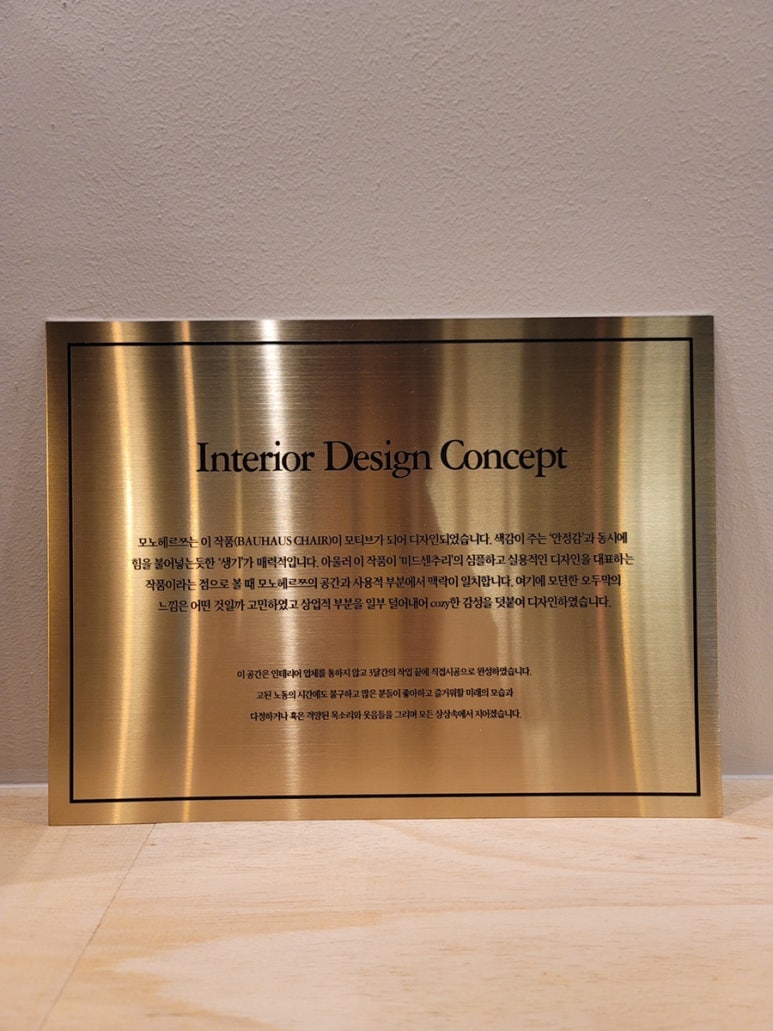 Interior Design Concept
모노헤르쯔는 이 작품(BAUHAUS CHAIR)이 모티브가 되어 디자인되었습니다. 색감이 주는 '안정감'과 동시에
힘을 불어넣는듯한 '생기'가 매력적입니다. 아울러 이 작품이 '미드센추리'의 심플하고 실용적인 디자인을 대표하는
작품이라는 점으로 볼 때 모노헤르쯔의 공간과 사용적 부분에서 맥락이 일치합니다. 여기에 모던한 오두막의
느낌은 어떤 것일까 고민하였고 상업적 부분을 일부 덜어내어 cozy한 감성을 덧붙여 디자인하였습니다.
이 공간은 인테리어 업체를 통하지 않고 3달간의 작업 끝에 직접시공으로 완성하였습니다.
고된 노동의 시간에도 불구하고 많은 분들이 좋아하고 즐거워할 미래의 모습과
다정하거나 혹은 격양된 목소리와 웃음들을 그리며 모든 상상속에서 지어졌습니다.